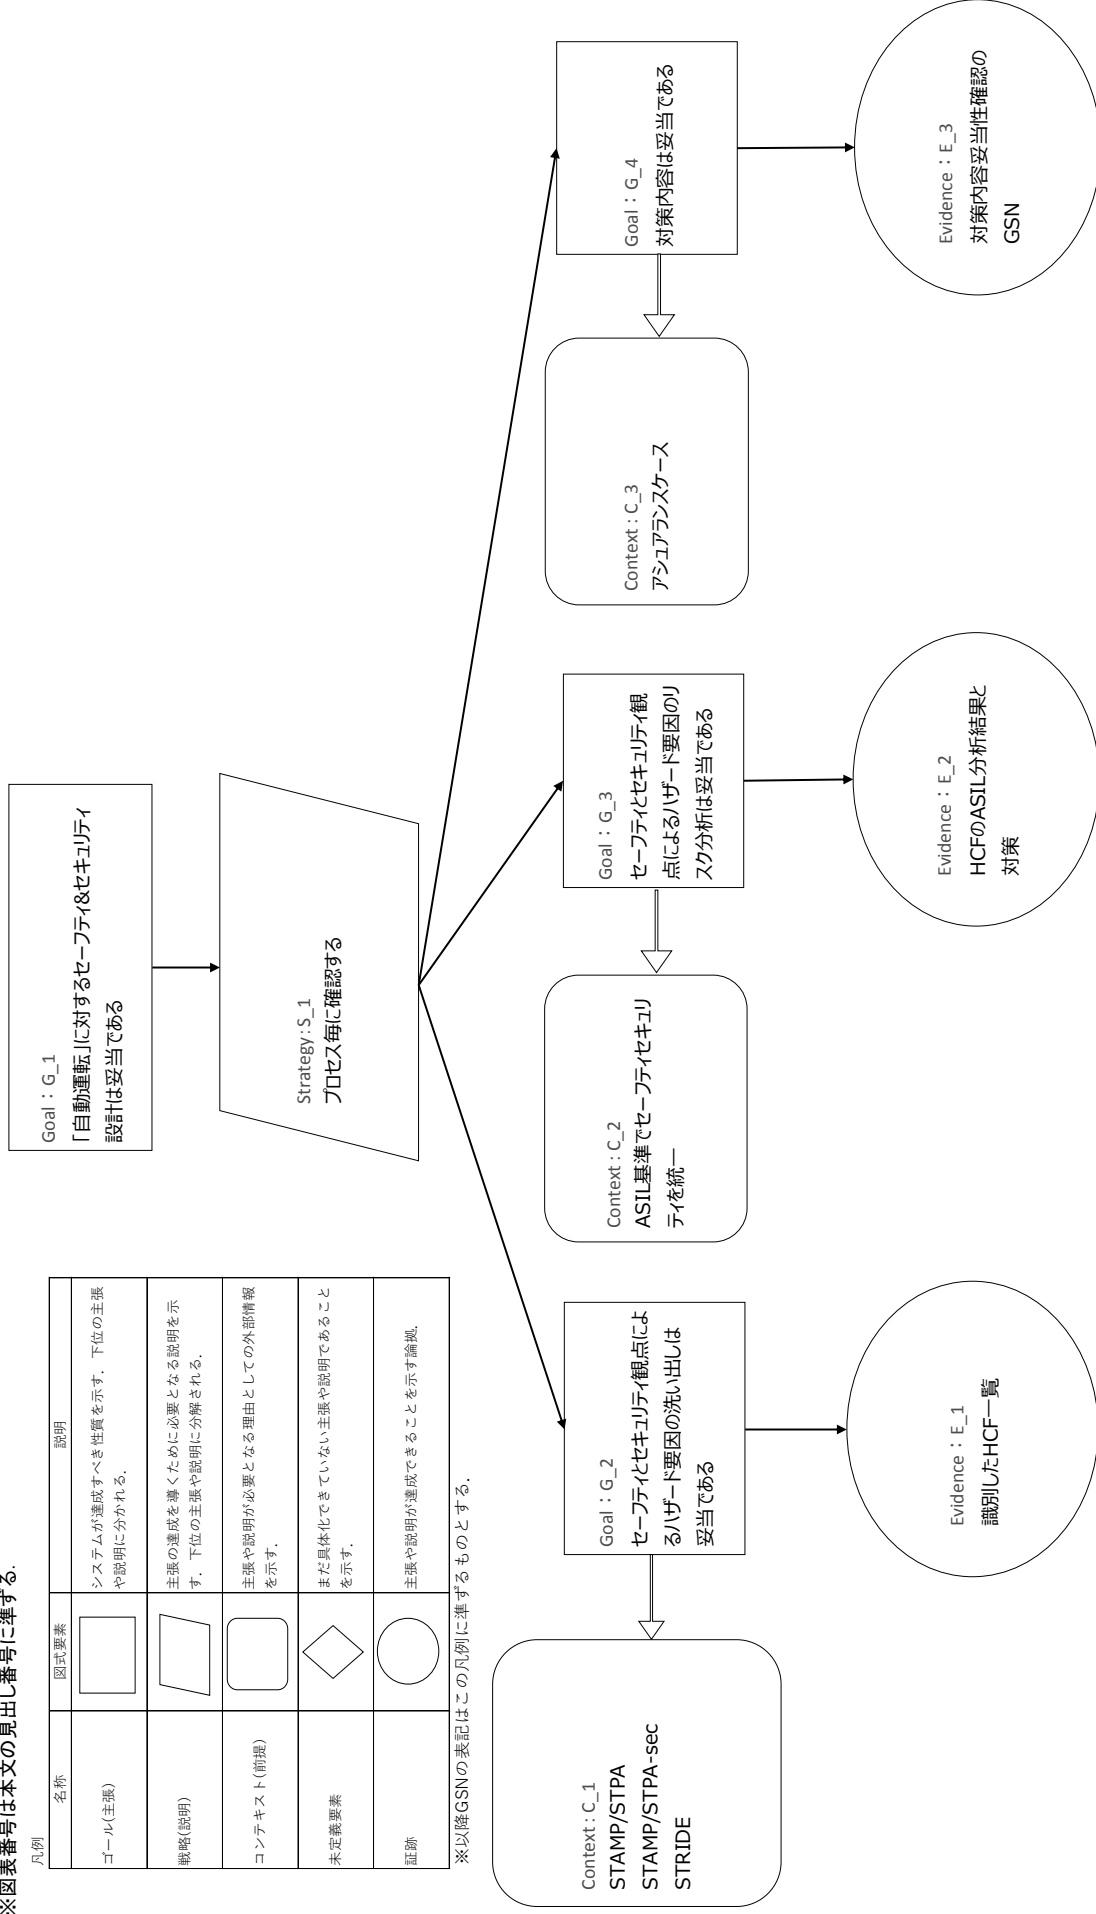 ※図表番号は本文の見出し番号に準ずる.
凡例
名称 図式要素 説明
ゴール(主張) システムが達成すべき性質を示す．下位の主張
や説明に分かれる．
戦略(説明) 主張の達成を導くために必要となる説明を示
す．下位の主張や説明に分解される．
コンテキスト(前提) 主張や説明が必要となる理由としての外部情報
を示す．
未定義要素 まだ具体化できていない主張や説明であること
を示す．
証跡 主張や説明が達成できることを示す論拠．
※以降GSNの表記はこの凡例に準ずるものとする．
Goal：G_1
「自動運転」に対するセーフティ&セキュリティ
設計は妥当である
Strategy:S_1
プロセス毎に確認する
Context : C_1
STAMP/STPA
STAMP/STPA-sec
STRIDE
Goal：G_2
セーフティとセキュリティ観点によ
るハザード要因の洗い出しは
妥当である
Evidence：E_1
識別したHCF一覧
Context : C_2
ASIL基準でセーフティセキュリ
ティを統一
Goal：G_3
セーフティとセキュリティ観
点によるハザード要因のリ
スク分析は妥当である
Evidence：E_2
HCFのASIL分析結果と
対策
Context : C_3
アシュアランスケース
Goal：G_4
対策内容は妥当である
Evidence：E_3
対策内容妥当性確認の
GSN